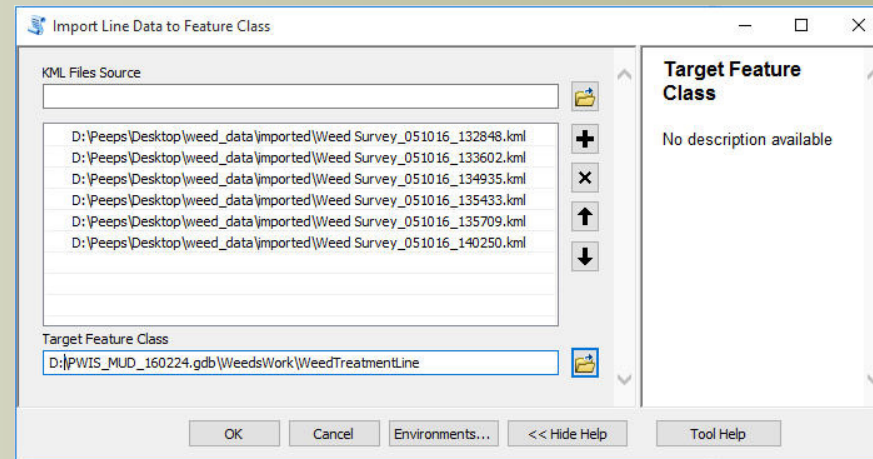 Import Line Data to Feature Class
KML Files Source
D:\Peeps\Desktop\weed_data\imported\Weed Survey_051016_132848.kml
D:\Peeps\Desktop\weed_data\imported\Weed Survey_051016_133602.kml
D:\Peeps\Desktop\weed_data\imported\Weed Survey_051016_134935.kml
D:\Peeps\Desktop\weed_data\imported\Weed Survey_051016_135433.kml
D:\Peeps\Desktop\weed_data\imported\Weed Survey_051016_135709.kml
D:\Peeps\Desktop\weed_data\imported\Weed Survey_051016_140250.kml
Target Feature Class
D:\PWIS_MUD_160224.gdb\WeedsWork\WeedTreatmentLine
OK Cancel Environments... << Hide Help Tool Help
Target Feature
Class
No description available